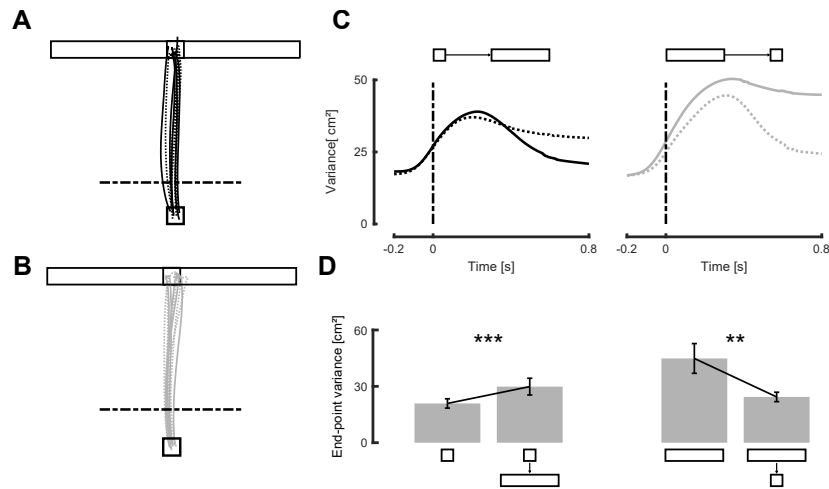 A
B
C
50
25
0
Variance[ cm²]
-0.2 0 0.8
Time [s]
-0.2 0 0.8
Time [s]
D
60
30
0
End-point variance [cm²]
***
**